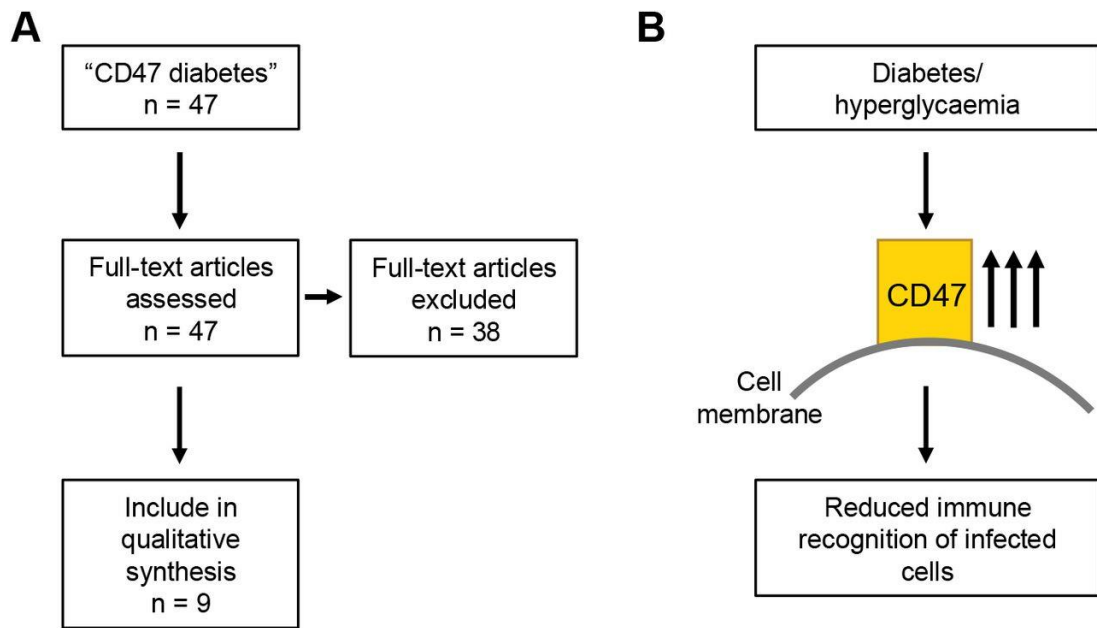 A
“CD47 diabetes”
n = 47
Full-text articles
assessed
n = 47
Full-text articles
excluded
n = 38
Include in
qualitative
synthesis
n = 9
B
Diabetes/
hyperglycaemia
CD47
Cell
membrane
Reduced immune
recognition of infected
cells